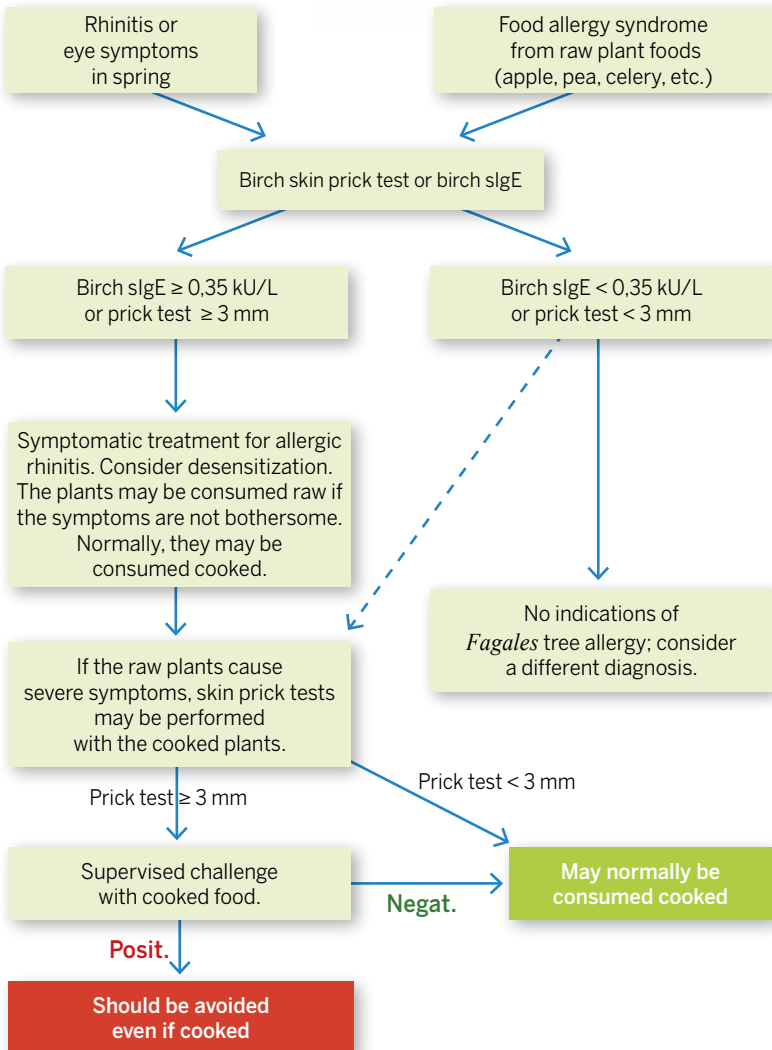 Rhinitis or
eye symptoms
in spring
Food allergy syndrome
from raw plant foods
(apple, pea, celery, etc.)
Birch skin prick test or birch sIgE
Birch sIgE ≥ 0,35 kU/L
or prick test ≥ 3 mm
Birch sIgE < 0,35 kU/L
or prick test < 3 mm
Symptomatic treatment for allergic
rhinitis. Consider desensitization.
The plants may be consumed raw if
the symptoms are not bothersome.
Normally, they may be
consumed cooked.
No indications of
Fagales tree allergy; consider
a different diagnosis.
If the raw plants cause
severe symptoms, skin prick tests
may be performed
with the cooked plants.
Prick test ≥ 3 mm
Prick test < 3 mm
Supervised challenge
with cooked food.
Negat.
May normally be
consumed cooked
Posit.
Should be avoided
even if cooked